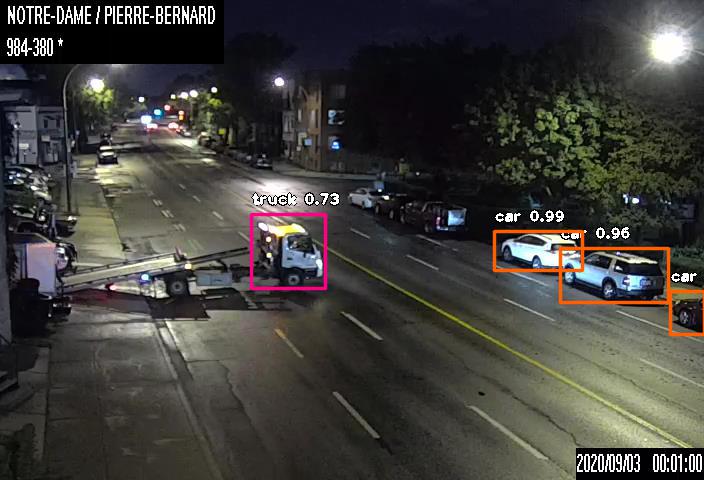 NOTRE-DAME / PIERRE-BERNARD
984-380 *
truck 0.73
car 0.99
car 0.96
car
2020/09/03 00:01:00